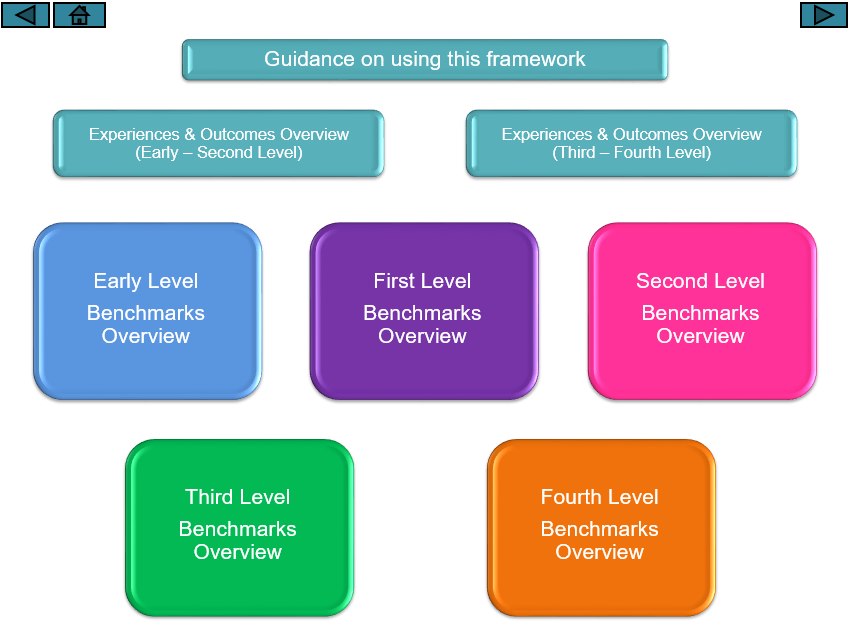 Guidance on using this framework
Experiences & Outcomes Overview
(Early – Second Level)
Experiences & Outcomes Overview
(Third – Fourth Level)
Early Level
Benchmarks
Overview
First Level
Benchmarks
Overview
Second Level
Benchmarks
Overview
Third Level
Benchmarks
Overview
Fourth Level
Benchmarks
Overview